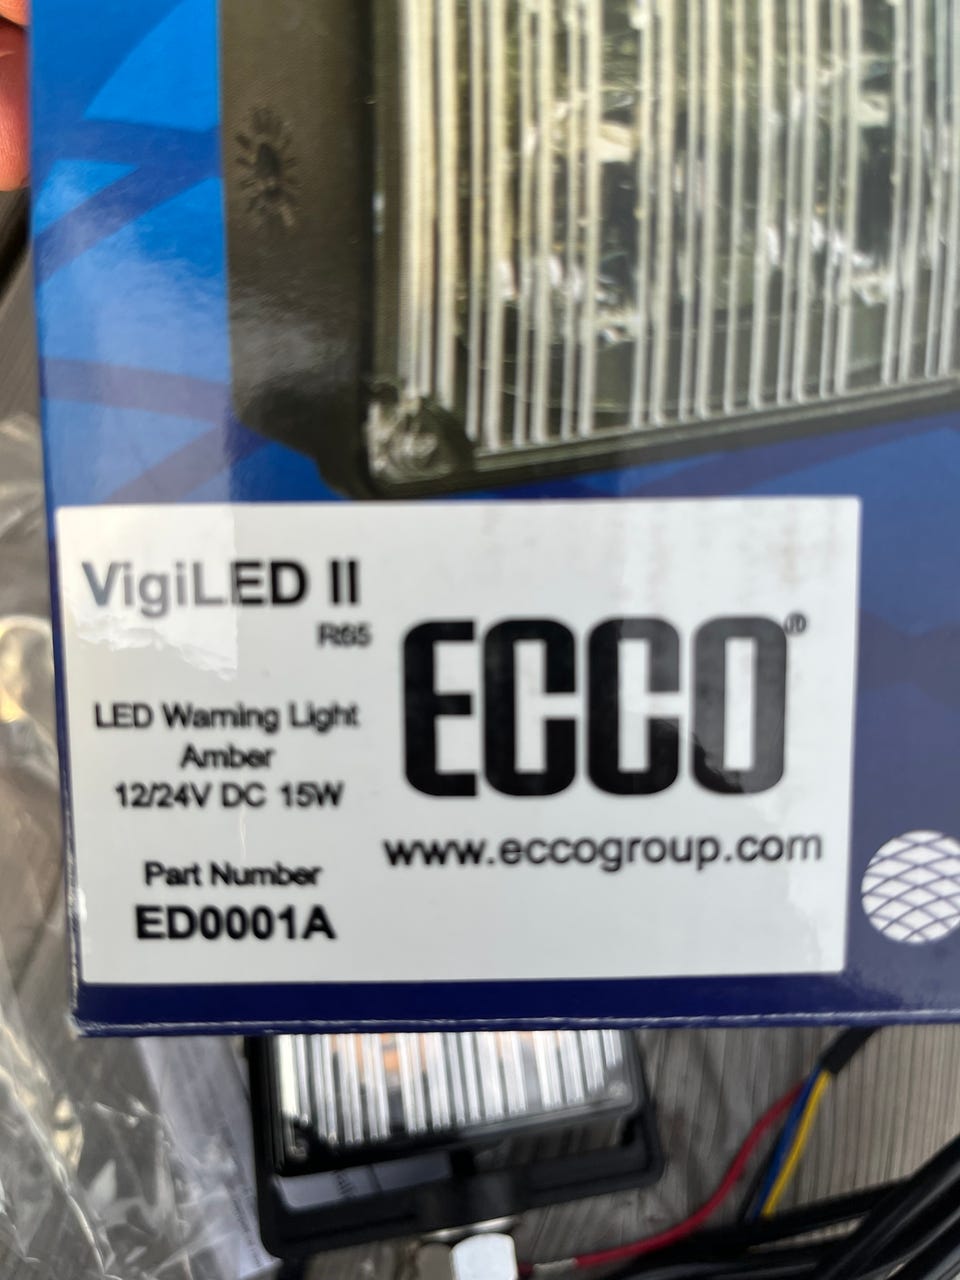 VigiLED II
R65
LED Warning Light
Amber
12/24V DC 15W
Part Number
ED0001A
ECCO®
www.eccogroup.com